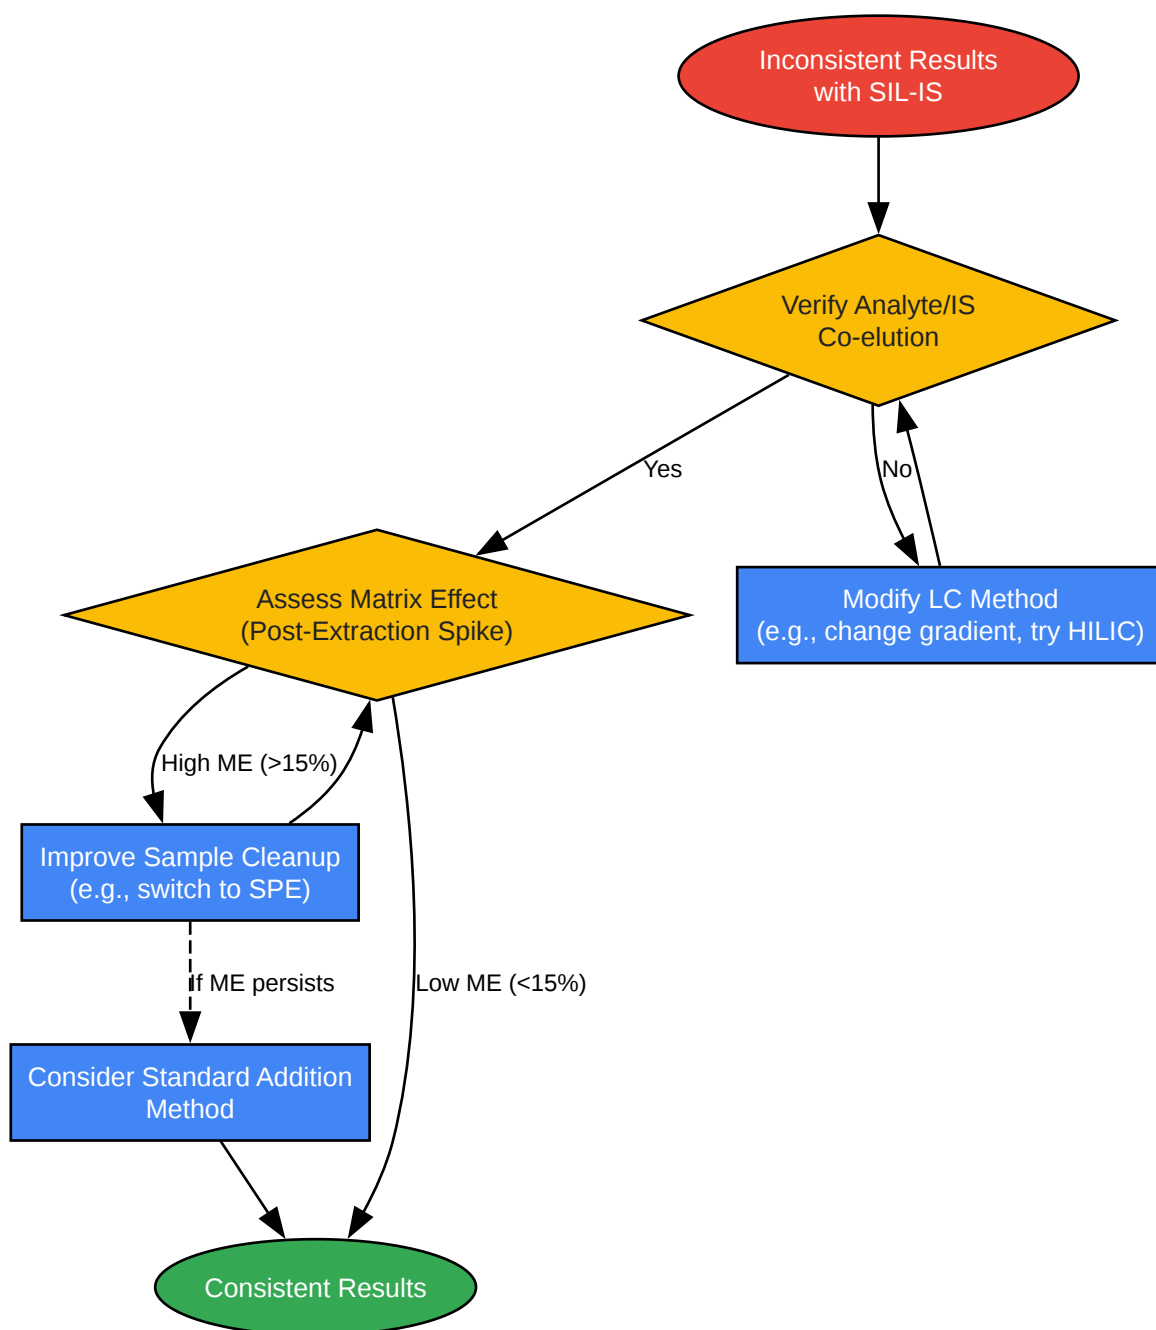 Inconsistent Results
with SIL-IS
Verify Analyte/IS
Co-elution
Yes
No
Assess Matrix Effect
(Post-Extraction Spike)
Modify LC Method
(e.g., change gradient, try HILIC)
High ME (>15%)
Improve Sample Cleanup
(e.g., switch to SPE)
If ME persists
Low ME (<15%)
Consider Standard Addition
Method
Consistent Results